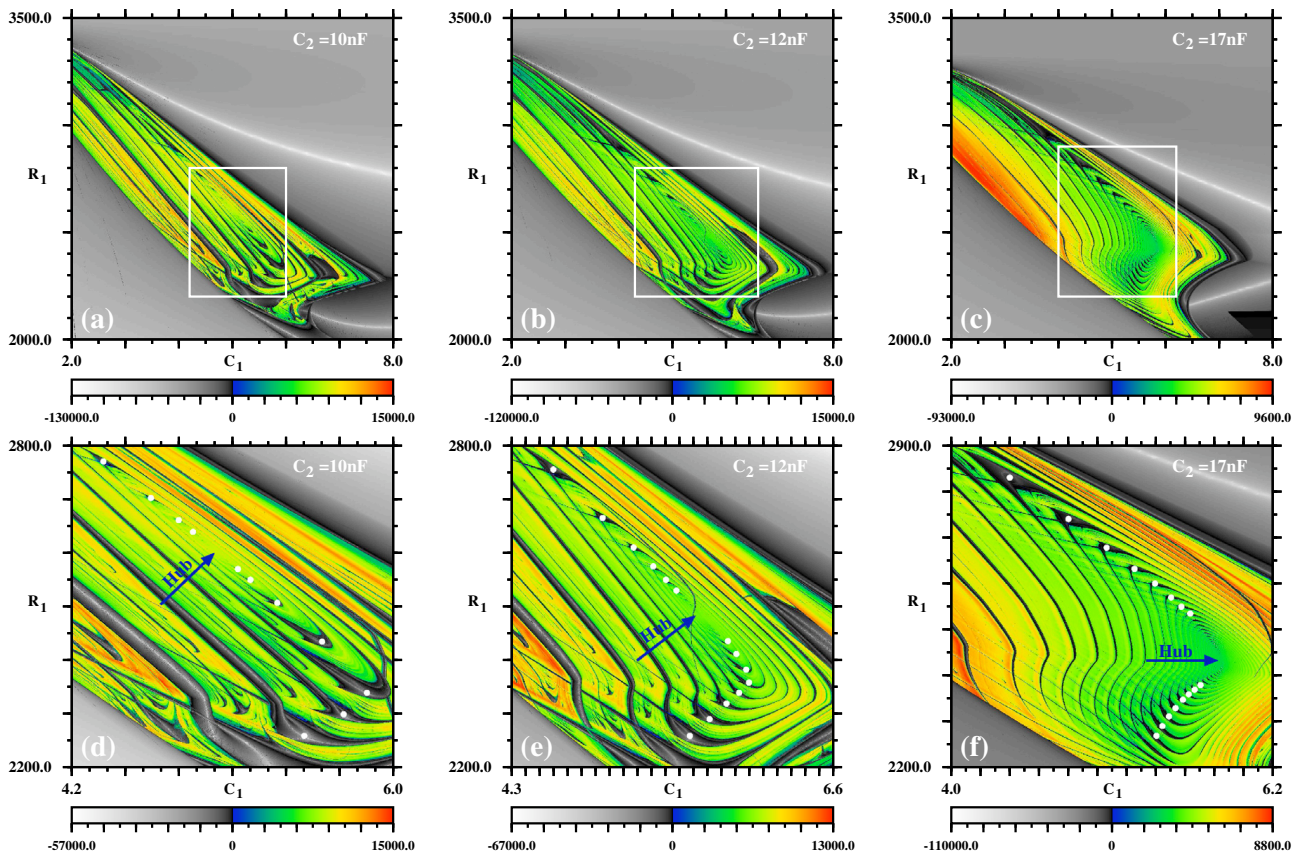 3500.0
R1
2000.0
C2 =10nF
(a)
2.0 C1 8.0
-130000.0 0 15000.0
C2 =12nF
(b)
2.0 C1 8.0
-120000.0 0 15000.0
3500.0
R1
2000.0
C2 =17nF
(c)
2.0 C1 8.0
-93000.0 0 9600.0
2800.0
R1
2200.0
C2 =10nF
Hub
(d)
4.2 C1 6.0
-57000.0 0 15000.0
2800.0
R1
2200.0
C2 =12nF
Hub
(e)
4.3 C1 6.6
-67000.0 0 13000.0
2900.0
R1
2200.0
C2 =17nF
Hub
(f)
4.0 C1 6.2
-110000.0 0 8800.0